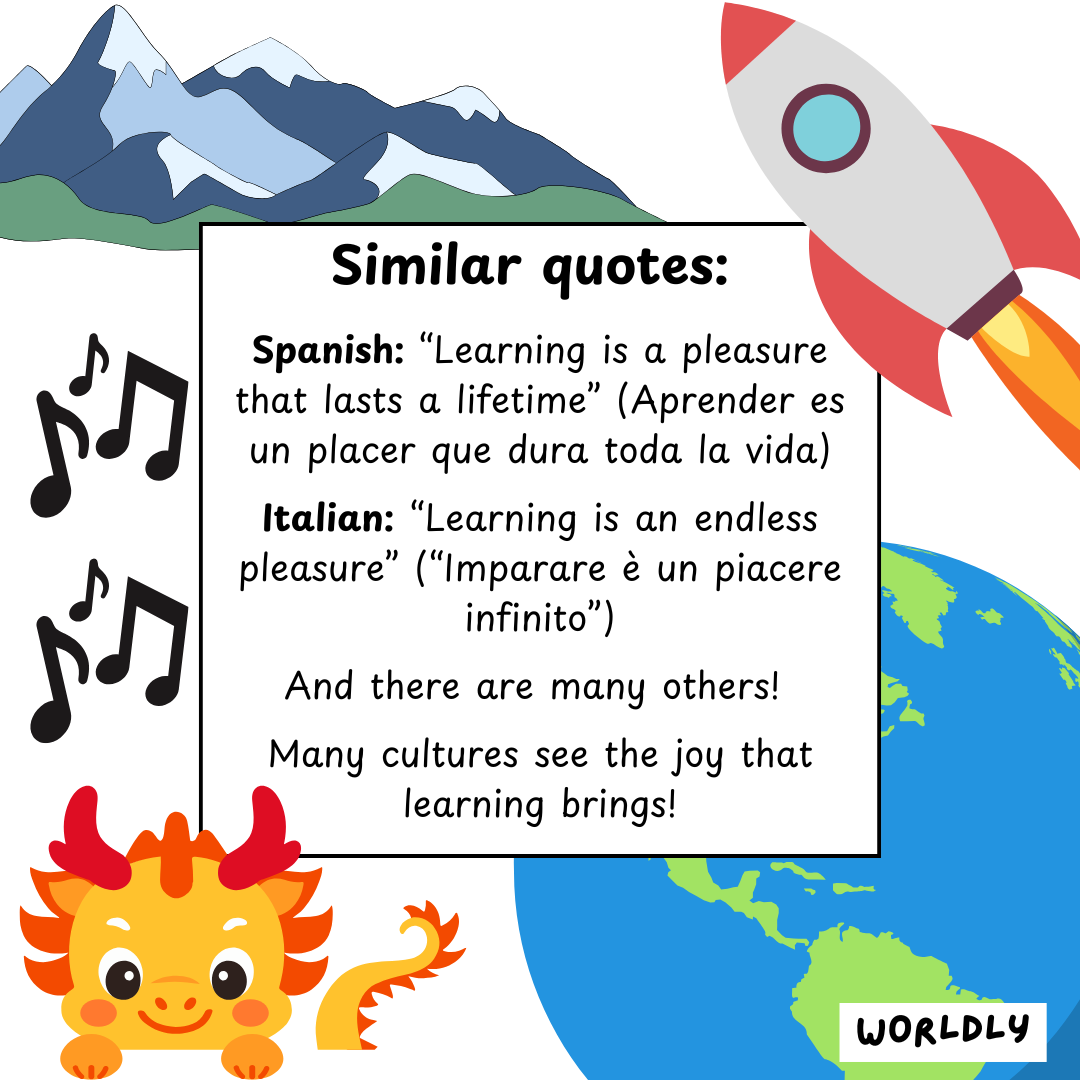 Similar quotes:
Spanish: “Learning is a pleasure
that lasts a lifetime” (Aprender es
un placer que dura toda la vida)
Italian: “Learning is an endless
pleasure” (“Imparare è un piacere
infinito”)
And there are many others!
Many cultures see the joy that
learning brings!
WORLDLY